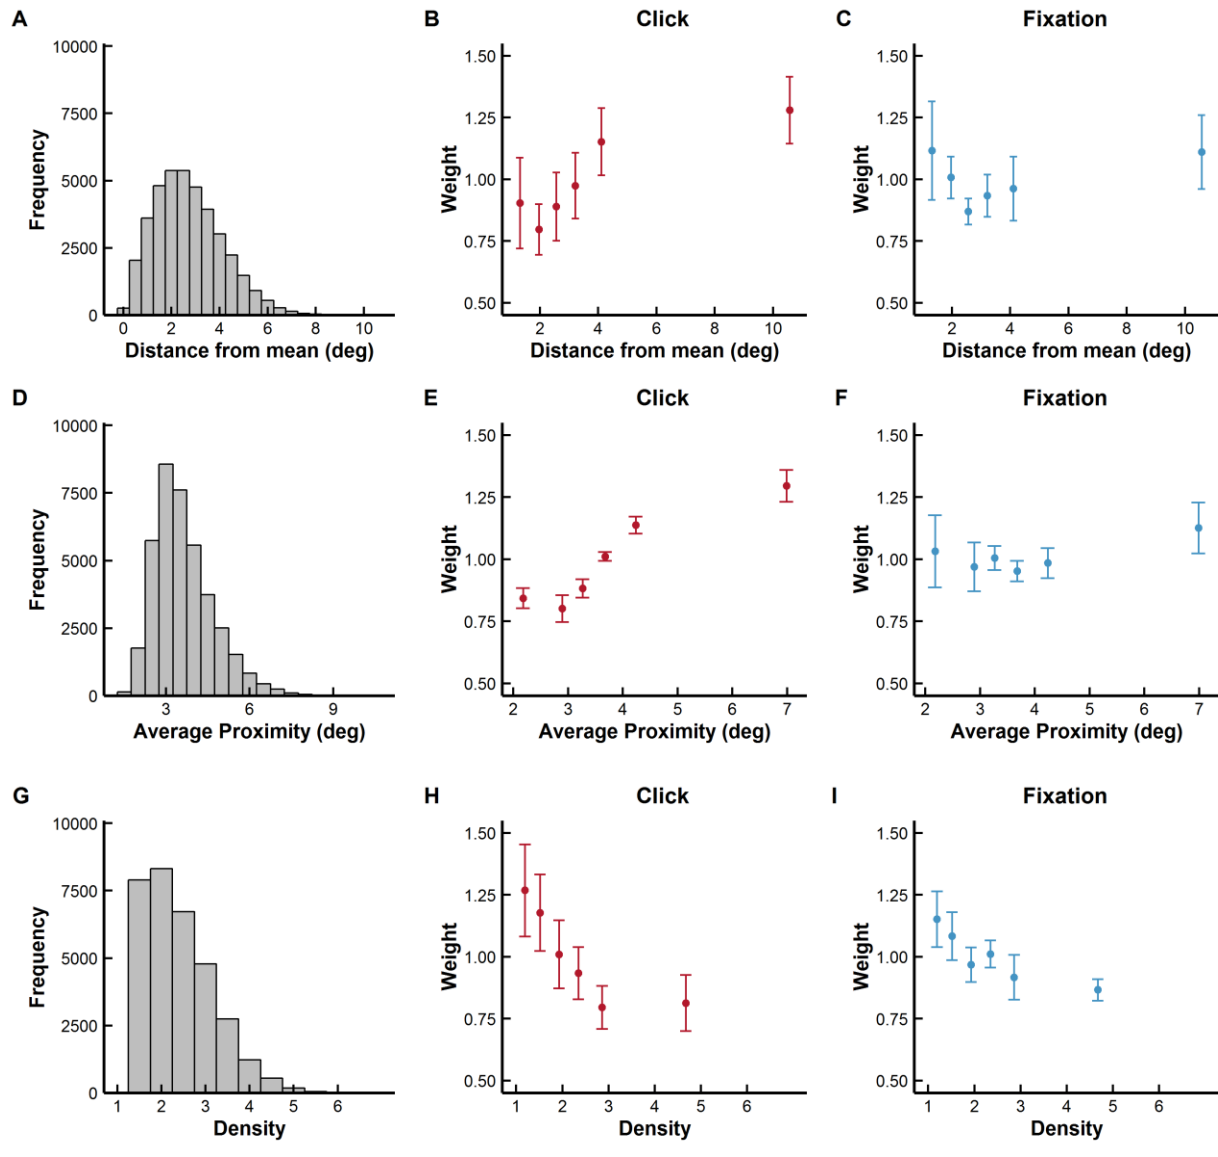 A
B
Click
C
Fixation
10000
7500
5000
2500
0
Frequency
0 2 4 6 8 10
Distance from mean (deg)
1.50
1.25
1.00
0.75
0.50
Weight
2 4 6 8 10
Distance from mean (deg)
1.50
1.25
1.00
0.75
0.50
Weight
2 4 6 8 10
Distance from mean (deg)
D
E
Click
F
Fixation
10000
7500
5000
2500
0
Frequency
3 6 9
Average Proximity (deg)
1.50
1.25
1.00
0.75
0.50
Weight
2 3 4 5 6 7
Average Proximity (deg)
1.50
1.25
1.00
0.75
0.50
Weight
2 3 4 5 6 7
Average Proximity (deg)
G
H
Click
I
Fixation
10000
7500
5000
2500
0
Frequency
1 2 3 4 5 6
Density
1.50
1.25
1.00
0.75
0.50
Weight
1 2 3 4 5 6
Density
1.50
1.25
1.00
0.75
0.50
Weight
1 2 3 4 5 6
Density